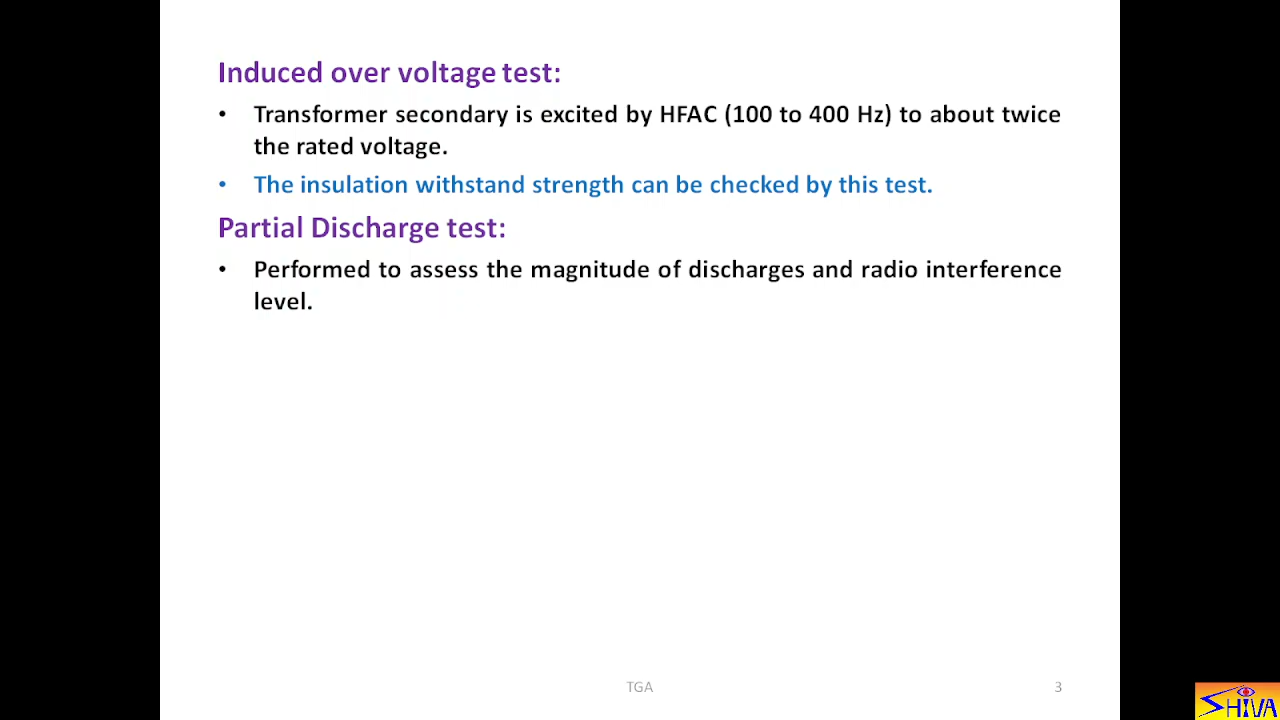 Induced over voltage test:
• Transformer secondary is excited by HFAC (100 to 400 Hz) to about twice
the rated voltage.
• The insulation withstand strength can be checked by this test.
Partial Discharge test:
• Performed to assess the magnitude of discharges and radio interference
level.
TGA
3
SHIVA